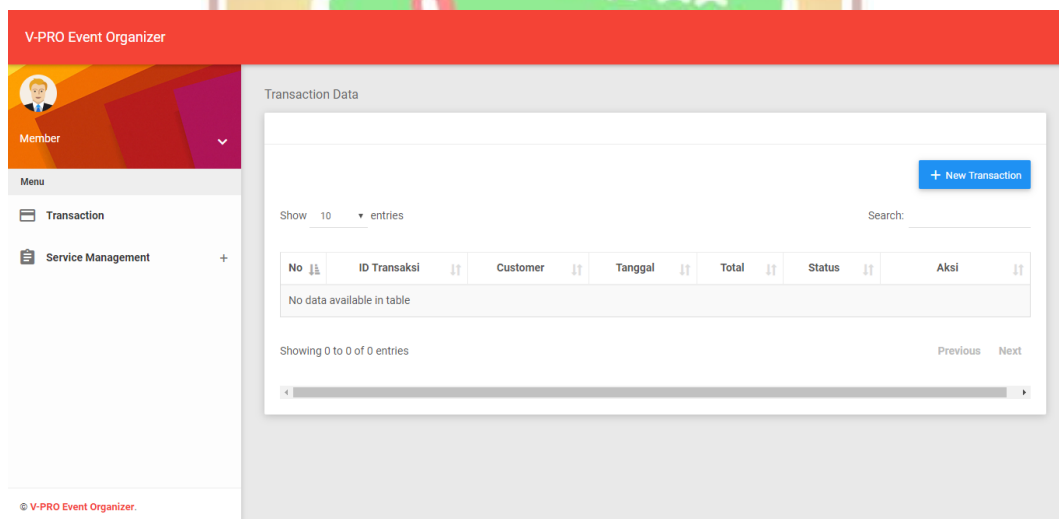 V-PRO Event Organizer
Member
Menu
Transaction
Service Management +
© V-PRO Event Organizer.
Transaction Data
+ New Transaction
Show 10 entries Search:
No ID Transaksi Customer Tanggal Total Status Aksi
No data available in table
Showing 0 to 0 of 0 entries Previous Next